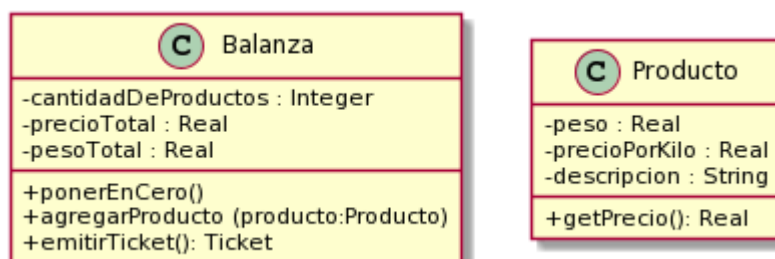 C Balanza
-cantidadDeProductos : Integer
-precioTotal : Real
-pesoTotal : Real
+ponerEnCero()
+agregarProducto (producto:Producto)
+emitirTicket(): Ticket
C Producto
-peso : Real
-precioPorKilo : Real
-descripcion : String
+getPrecio(): Real